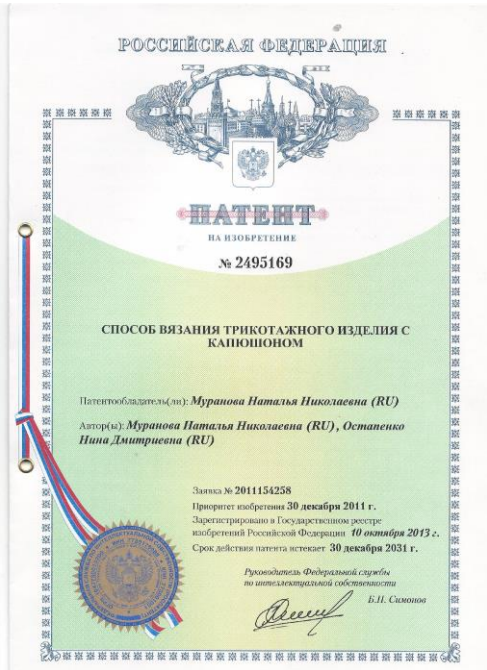 РОССИЙСКАЯ ФЕДЕРАЦИЯ
ПАТЕНТ
НА ИЗОБРЕТЕНИЕ
№ 2495169
СПОСОБ ВЯЗАНИЯ ТРИКОТАЖНОГО ИЗДЕЛИЯ С
КАПЮШОНОМ
Патентообладатель(ли): Муранова Наталья Николаевна (RU)
Автор(ы): Муранова Наталья Николаевна (RU), Остапенко
Нина Дмитриевна (RU)
Заявка № 2011154258
Приоритет изобретения 30 декабря 2011 г.
Зарегистрировано в Государственном реестре
изобретений Российской Федерации 10 октября 2013 г.
Срок действия патента истекает 30 декабря 2031 г.
Руководитель Федеральной службы
по интеллектуальной собственности
Б.П. Симонов